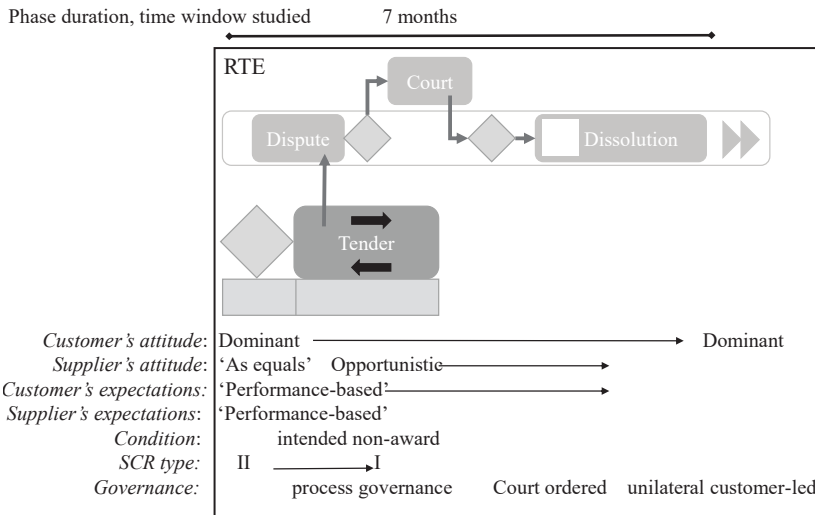 Phase duration, time window studied 7 months
RTE
Court
Dispute Dissolution
Tender
Customer’s attitude: Dominant Dominant
Supplier’s attitude: ‘As equals’ Opportunistic
Customer’s expectations: ‘Performance-based’
Supplier’s expectations: ‘Performance-based’
Condition: intended non-award
SCR type: II I
Governance: process governance Court ordered unilateral customer-led